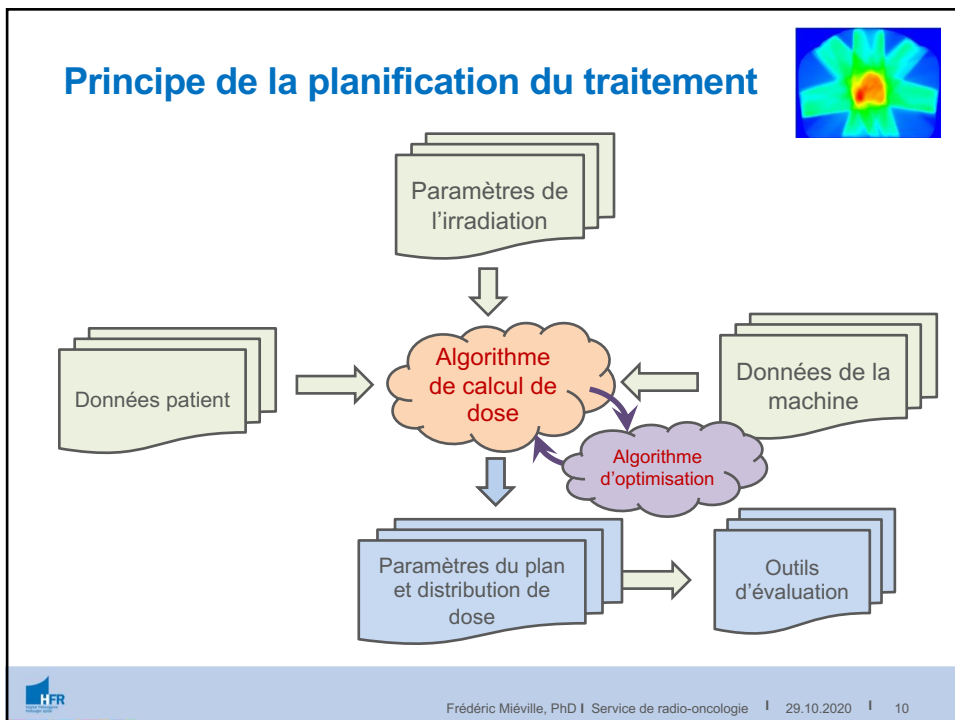 Principe de la planification du traitement
Paramètres de
l'irradiation
Données patient
Algorithme
de calcul de
dose
Données de la
machine
Algorithme
d'optimisation
Paramètres du plan
et distribution de
dose
Outils
d'évaluation
HFR
Frédéric Miéville, PhD I Service de radio-oncologie I 29.10.2020 I 10